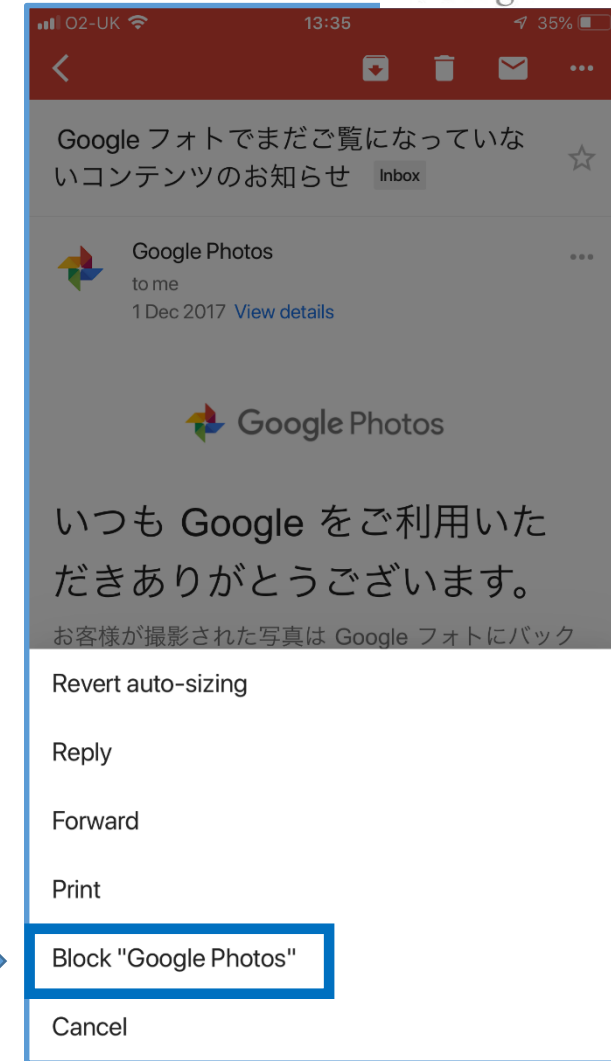 O2-UK 13:35 35%
Google フォトでまだご覧になっていな
いコンテンツのお知らせ Inbox
Google Photos
to me
1 Dec 2017 View details
Google Photos
いつも Google をご利用いた
だきありがとうございます。
お客様が撮影された写真は Google フォトにバック
Revert auto-sizing
Reply
Forward
Print
Block "Google Photos"
Cancel